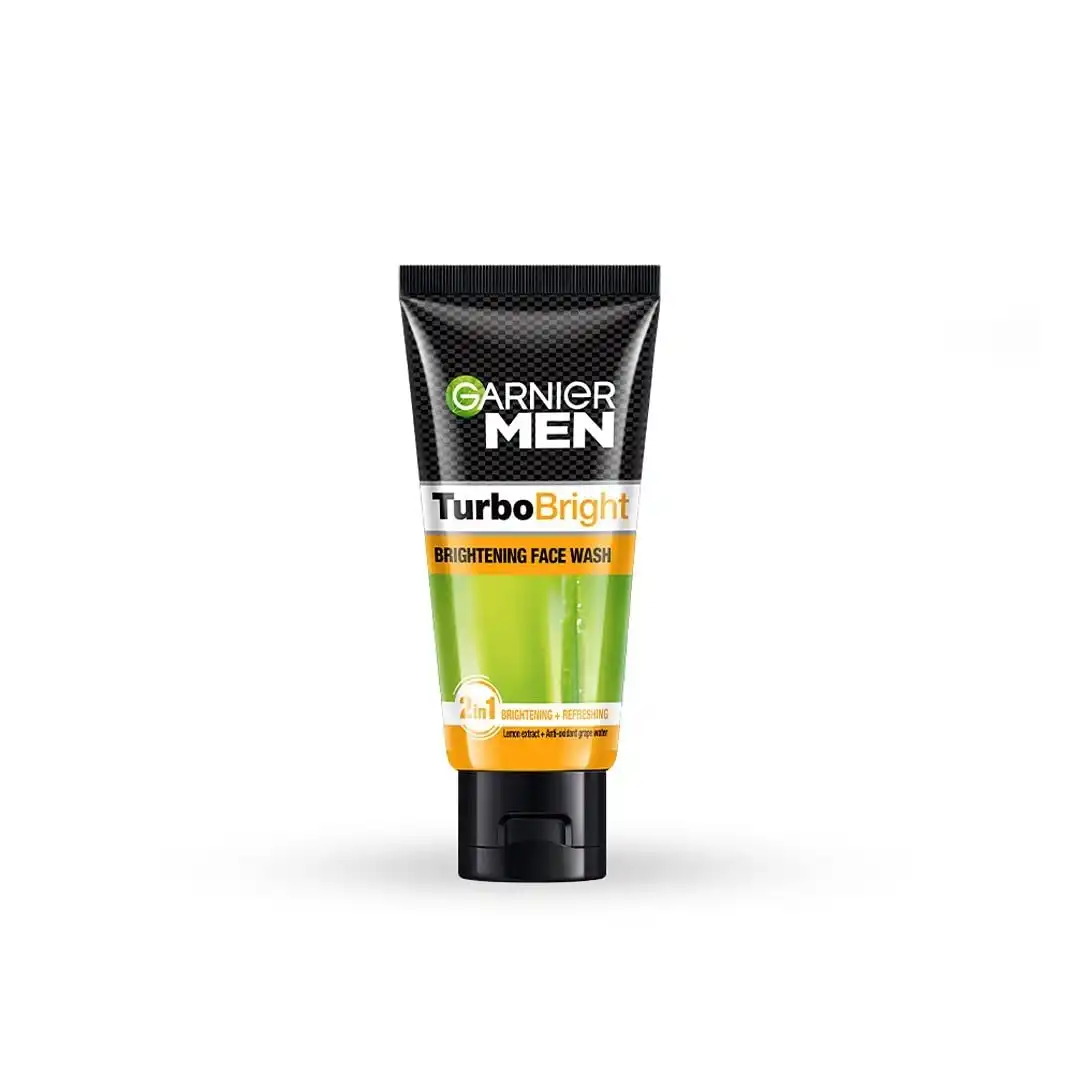 GARNIER
MEN
TurboBright
BRIGHTENING FACE WASH
2in1 BRIGHTENING + REFRESHING
Lemon extract + Anti-oxidant grape water